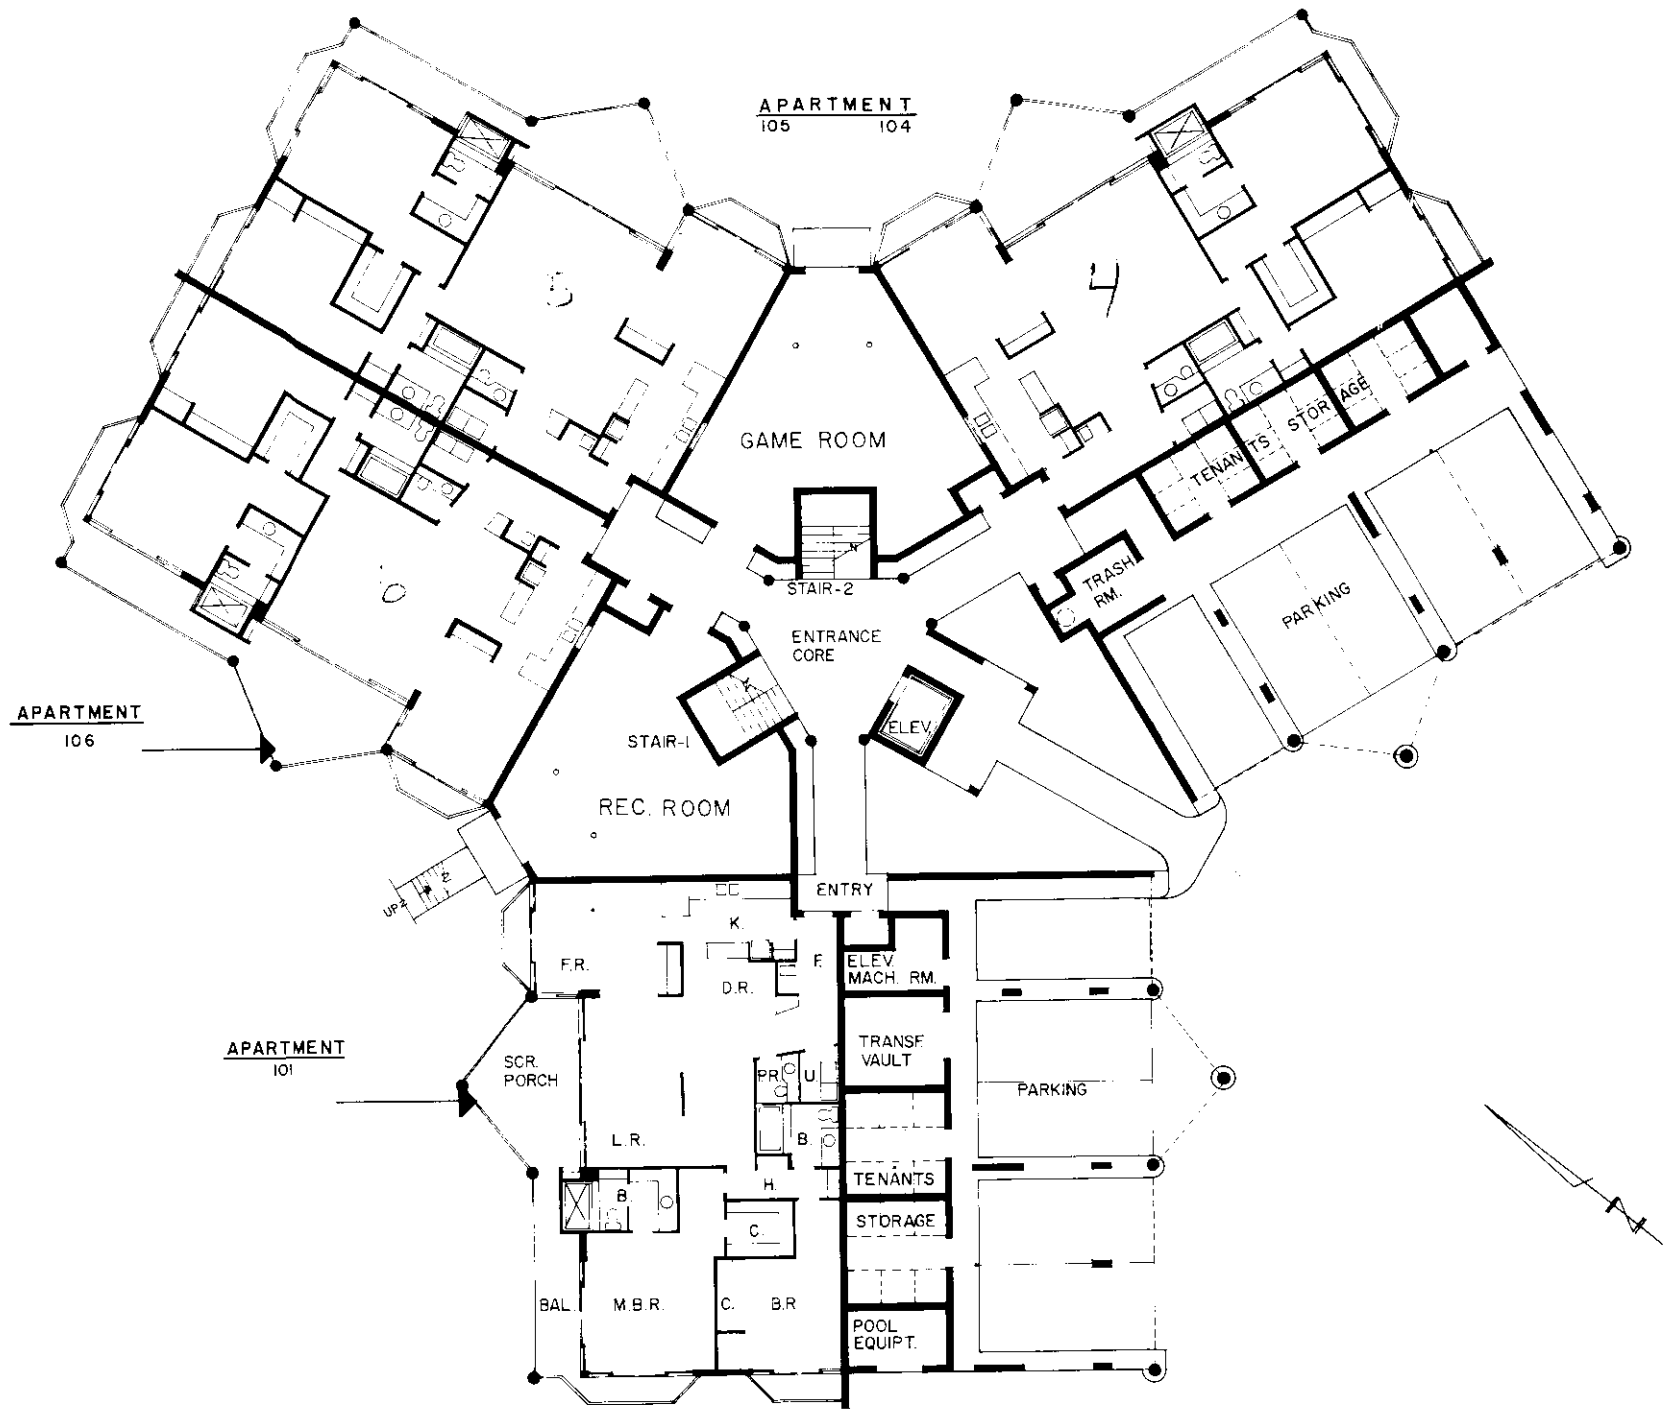 APARTMENT
105 104
5
4
GAME ROOM
TENANTS STORAGE
STAIR-2
TRASH
RM.
PARKING
ENTRANCE
CORE
APARTMENT
106
STAIR-1
ELEV.
REC. ROOM
UP
ENTRY
K.
F.
F.R.
D.R.
ELEV.
MACH. RM.
APARTMENT
101
SCR.
PORCH
TRANSF.
VAULT
P.R.
U.
PARKING
L.R.
B.
H.
TENANTS
B.
C.
STORAGE
BAL.
M.B.R.
C.
B.R.
POOL
EQUIPT.
N